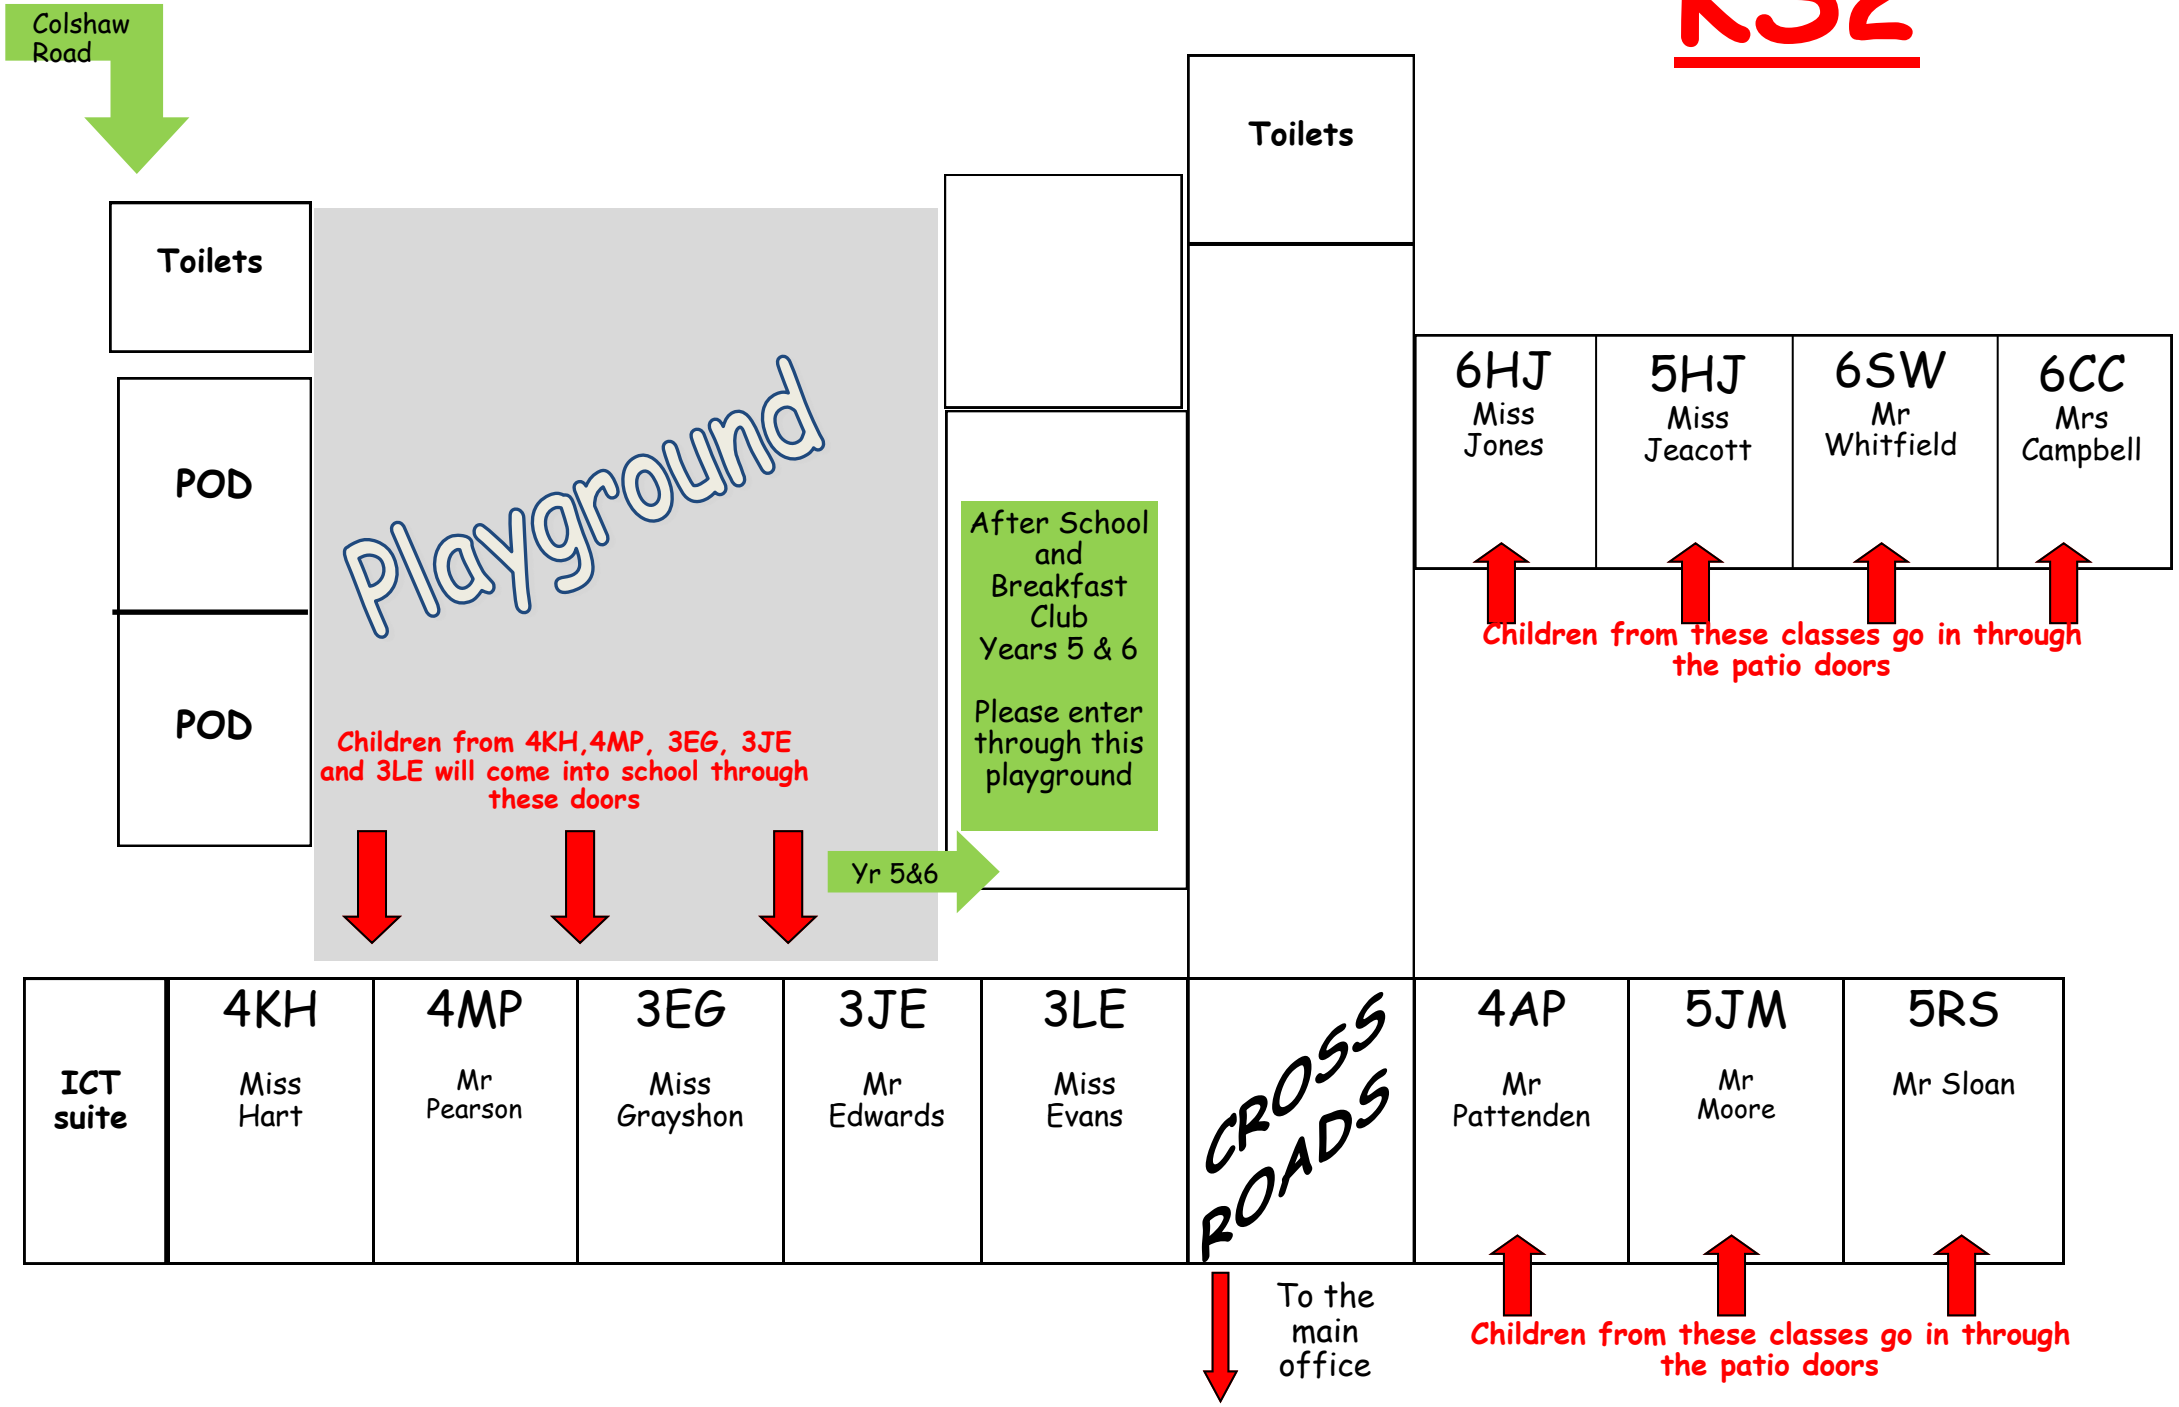 Colshaw
Road
KS2
Toilets
Toilets
POD
POD
Playground
After School
and
Breakfast
Club
Years 5 & 6
Please enter
through this
playground
6HJ
Miss
Jones
5HJ
Miss
Jeacott
6SW
Mr
Whitfield
6CC
Mrs
Campbell
Children from these classes go in through
the patio doors
Children from 4KH,4MP, 3EG, 3JE
and 3LE will come into school through
these doors
Yr 5&6
ICT
suite
4KH
Miss
Hart
4MP
Mr
Pearson
3EG
Miss
Grayshon
3JE
Mr
Edwards
3LE
Miss
Evans
CROSS
ROADS
4AP
Mr
Pattenden
5JM
Mr
Moore
5RS
Mr Sloan
To the
main
office
Children from these classes go in through
the patio doors